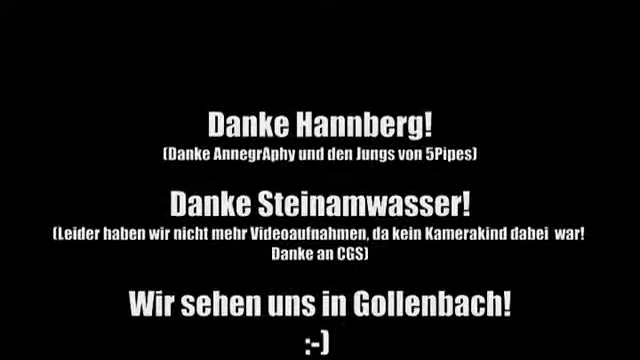 Danke Hannberg!
(Danke AnnegrAphy und den Jungs von 5Pipes)
Danke Steinamwasser!
(Leider haben wir nicht mehr Videoaufnahmen, da kein Kamerakind dabei war!
Danke an CGS)
Wir sehen uns in Gollenbach!
:-)